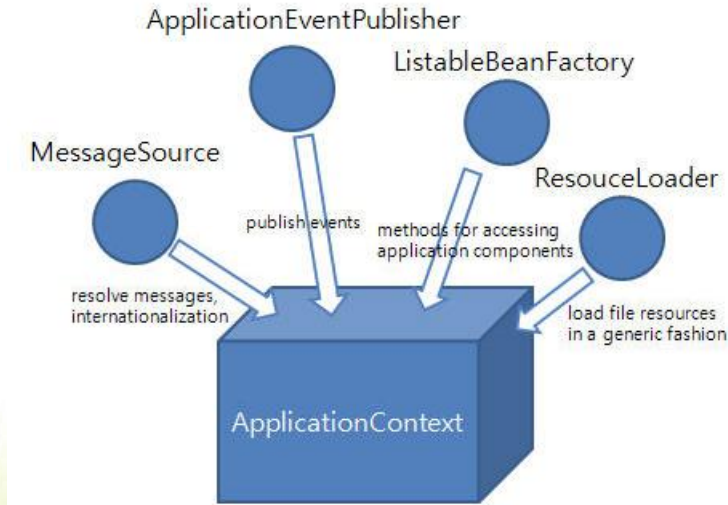 ApplicationEventPublisher
ListableBeanFactory
MessageSource
ResouceLoader
publish events
methods for accessing
application components
resolve messages,
internationalization
load file resources
in a generic fashion
ApplicationContext